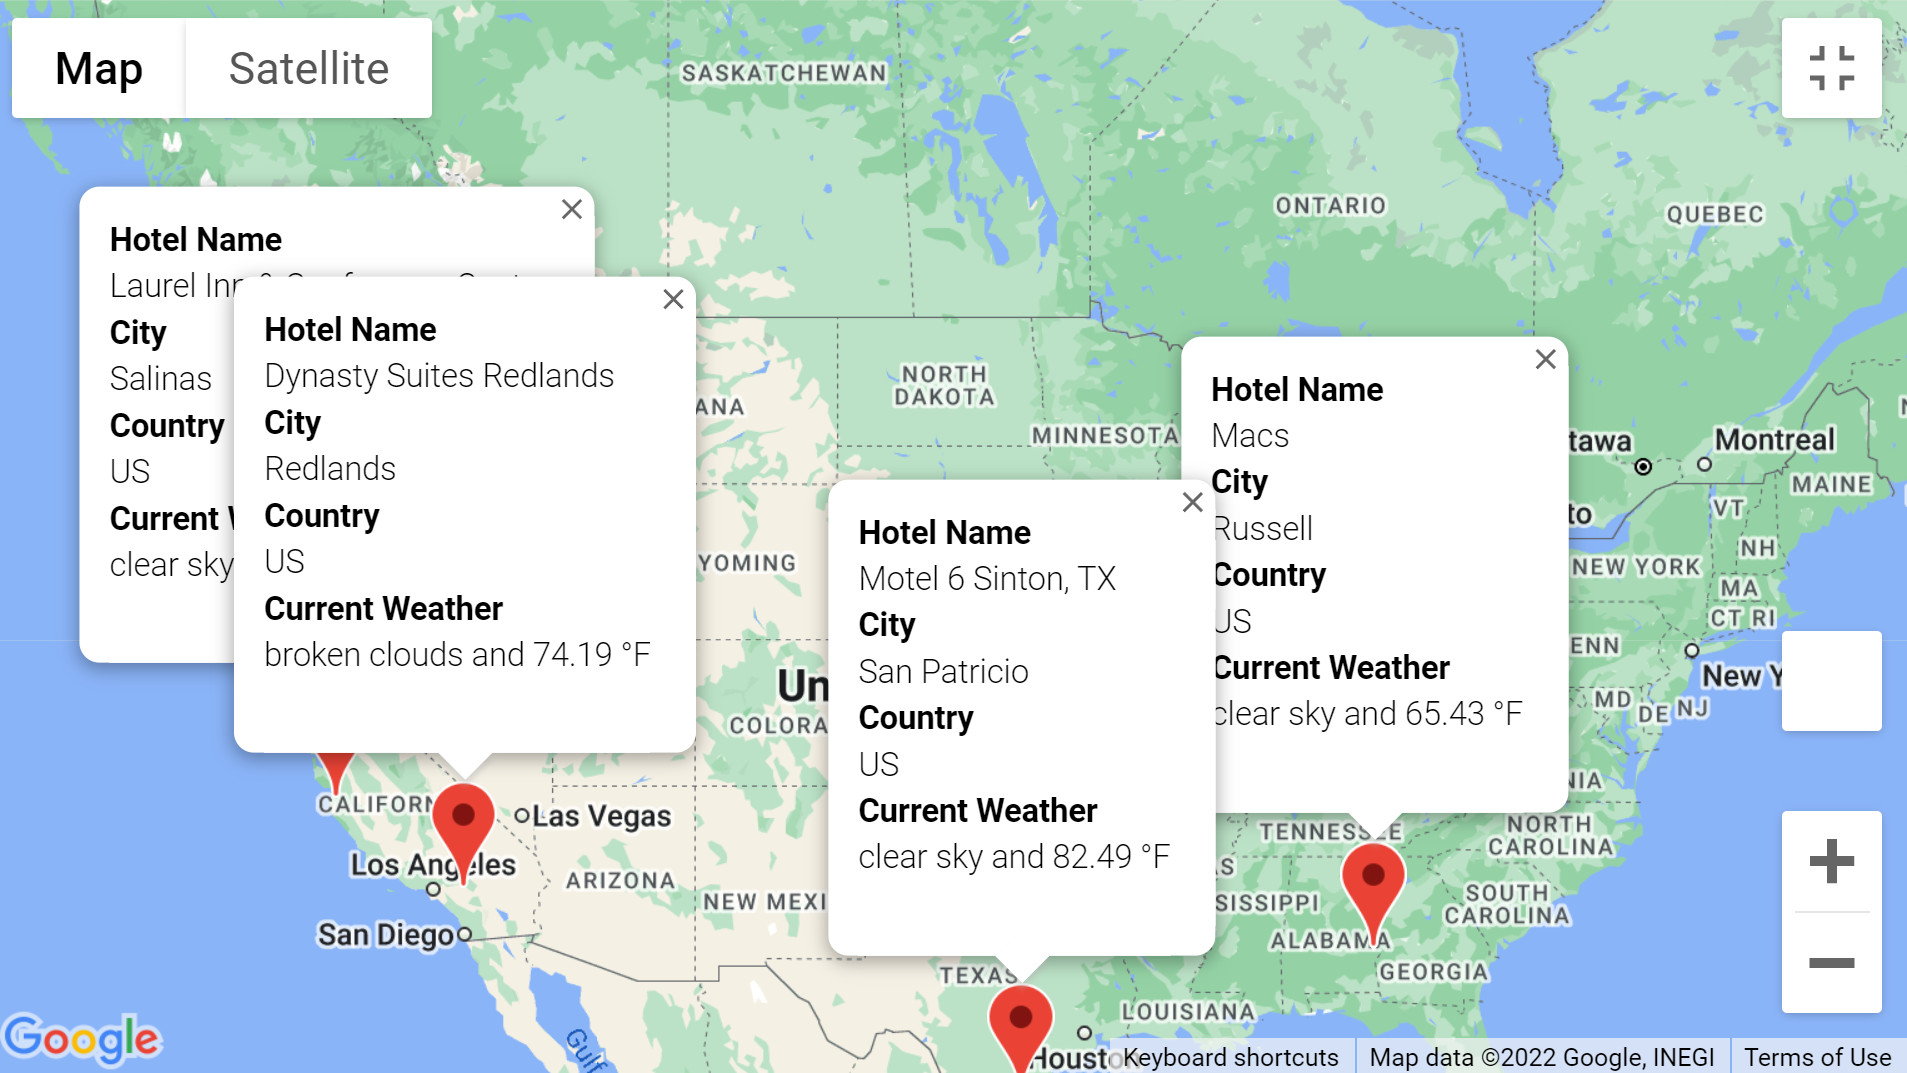 Map
Satellite
SASKATCHEWAN
ONTARIO
QUEBEC
Hotel Name
Laurel Inn
City
Salinas
Country
US
Current
clear sky
Hotel Name
Dynasty Suites Redlands
City
Redlands
Country
US
Current Weather
broken clouds and 74.19 °F
Hotel Name
Motel 6 Sinton, TX
City
San Patricio
Country
US
Current Weather
clear sky and 82.49 °F
Hotel Name
Macs
City
Russell
Country
US
Current Weather
clear sky and 65.43 °F
NORTH
DAKOTA
MINNESOTA
ANA
YOMING
Un
COLORA
tawa
Montreal
MAINE
to
VT
NH
NEW YORK
MA
CT RI
ENN
New Y
MD
DE NJ
NIA
CALIFORN
Las Vegas
Los Angeles
San Diego
ARIZONA
NEW MEXI
TENNESSEE
NORTH
CAROLINA
AS
SISSIPPI
SOUTH
CAROLINA
ALABAMA
GEORGIA
TEXAS
LOUISIANA
Housto
Gulf
Google
Keyboard shortcuts
Map data ©2022 Google, INEGI
Terms of Use